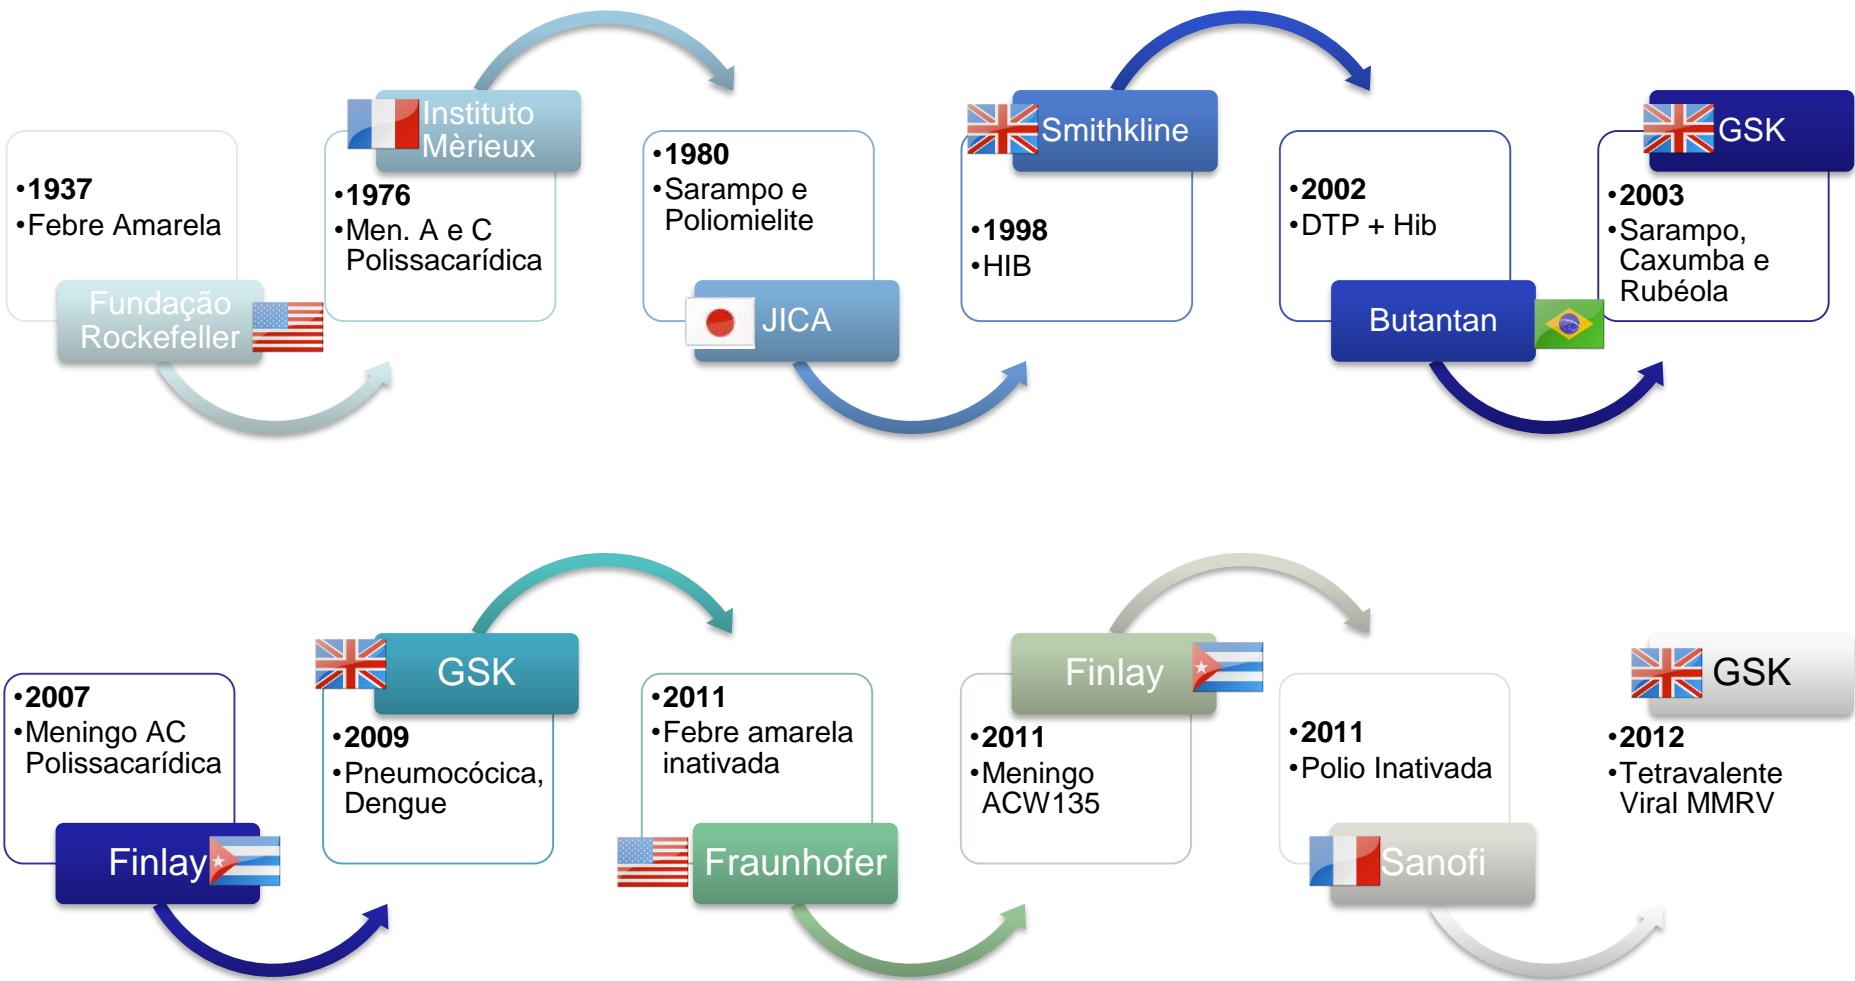 •1937
•Febre Amarela
Fundação
Rockefeller
Instituto
Mèrieux
•1976
•Men. A e C
Polissacarídica
•1980
•Sarampo e
Poliomielite
JICA
Smithkline
•1998
•HIB
•2002
•DTP + Hib
Butantan
GSK
•2003
•Sarampo,
Caxumba e
Rubéola
•2007
•Meningo AC
Polissacarídica
Finlay
GSK
•2009
•Pneumocócica,
Dengue
•2011
•Febre amarela
inativada
Fraunhofer
Finlay
•2011
•Meningo
ACW135
•2011
•Polio Inativada
Sanofi
GSK
•2012
•Tetravalente
Viral MMRV